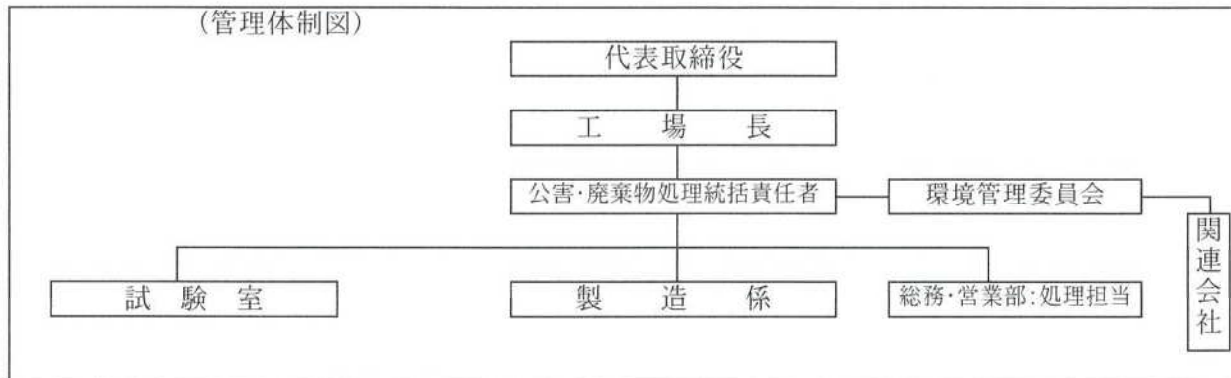 (管理体制図)
代表取締役
工場長
公害・廃棄物処理統括責任者
環境管理委員会
関連会社
試験室
製造係
総務・営業部:処理担当